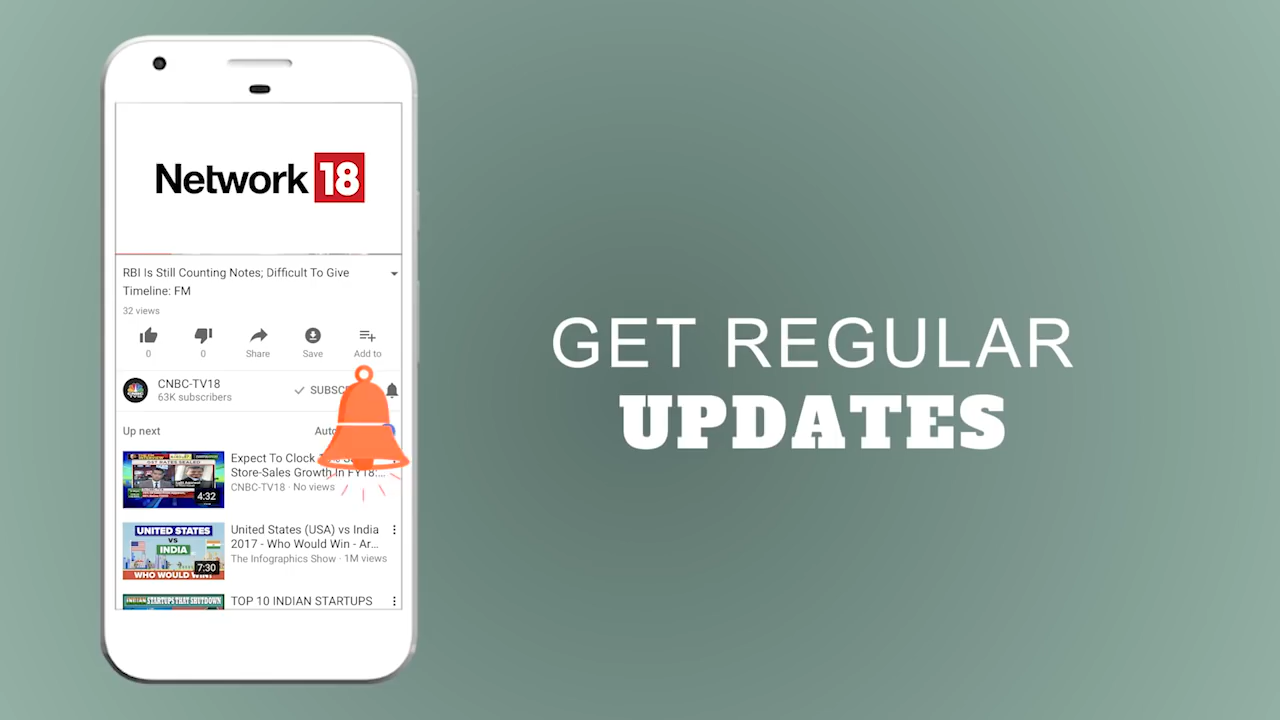 Network 18
RBI Is Still Counting Notes; Difficult To Give
Timeline: FM
32 views
0
0
Share
Save
Add to
CNBC-TV18
63K subscribers
Up next
Expect To Clock
Store-Sales Growth In FY18:...
CNBC-TV18 · No views
4:32
UNITED STATES
VS
INDIA
WHO WOULD WIN?
7:30
United States (USA) vs India
2017 - Who Would Win - Ar...
The Infographics Show · 1M views
INDIAN STARTUPS THAT SHUTDOWN
TOP 10 INDIAN STARTUPS
GET REGULAR
UPDATES